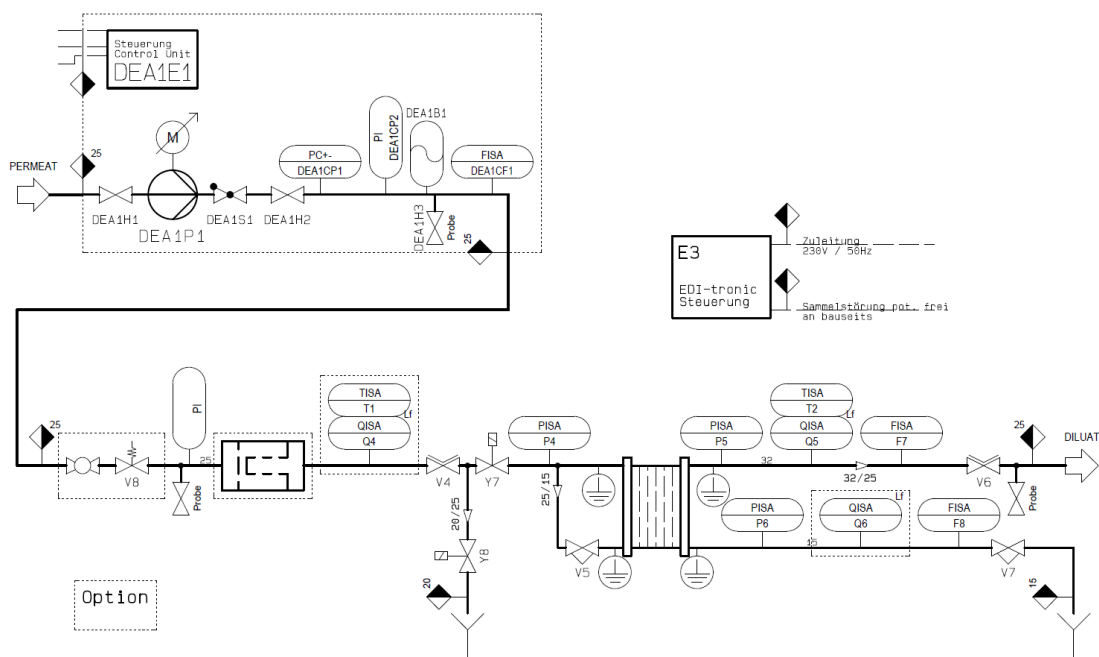 Steuerung
Control Unit
DEA1E1
M
PERMEAT
25
DEA1H1
DEA1P1
DEA1S1
DEA1H2
PC+-
DEA1CP1
PI
DEA1CP2
DEA1B1
DEA1H3
Probe
FISA
DEA1CF1
25
E3
EDI-tronic
Steuerung
Zuleitung
230V / 50Hz
Sammelstörung pot. frei
an bauseits
25
V8
PI
Probe
25
TISA
T1
Lf
QISA
Q4
V4
Y7
20/25
Y8
20
PISA
P4
25/15
V5
PISA
P5
32
TISA
T2
Lf
QISA
Q5
32/25
FISA
F7
V6
25
Probe
DILUAT
PISA
P6
15
Lf
QISA
Q6
FISA
F8
V7
15
Option